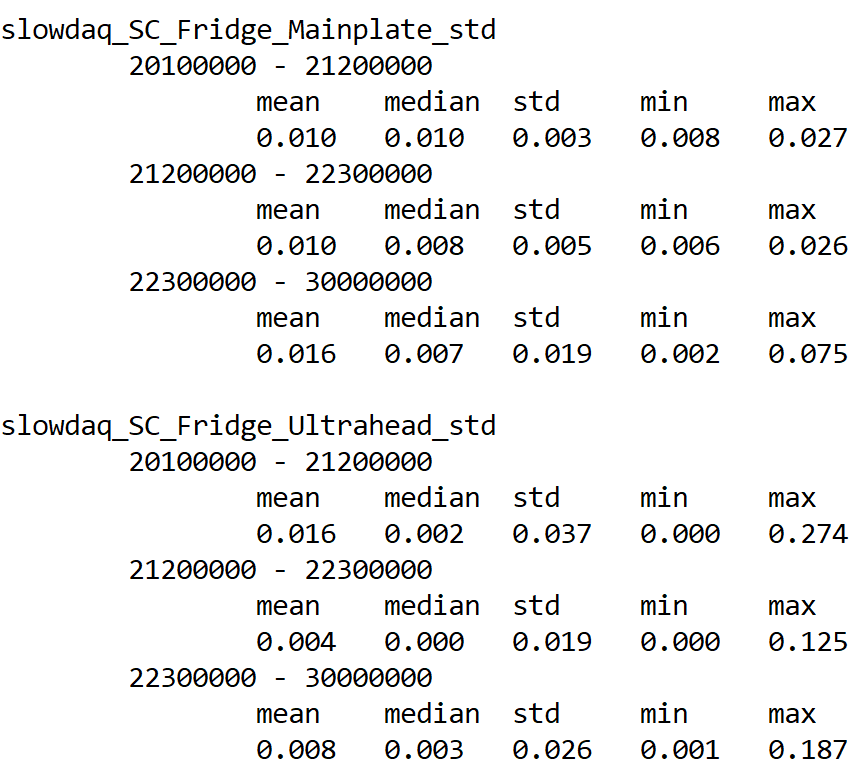 slowdaq_SC_Fridge_Mainplate_std
20100000 - 21200000
mean median std min max
0.010 0.010 0.003 0.008 0.027
21200000 - 22300000
mean median std min max
0.010 0.008 0.005 0.006 0.026
22300000 - 30000000
mean median std min max
0.016 0.007 0.019 0.002 0.075
slowdaq_SC_Fridge_Ultrahead_std
20100000 - 21200000
mean median std min max
0.016 0.002 0.037 0.000 0.274
21200000 - 22300000
mean median std min max
0.004 0.000 0.019 0.000 0.125
22300000 - 30000000
mean median std min max
0.008 0.003 0.026 0.001 0.187